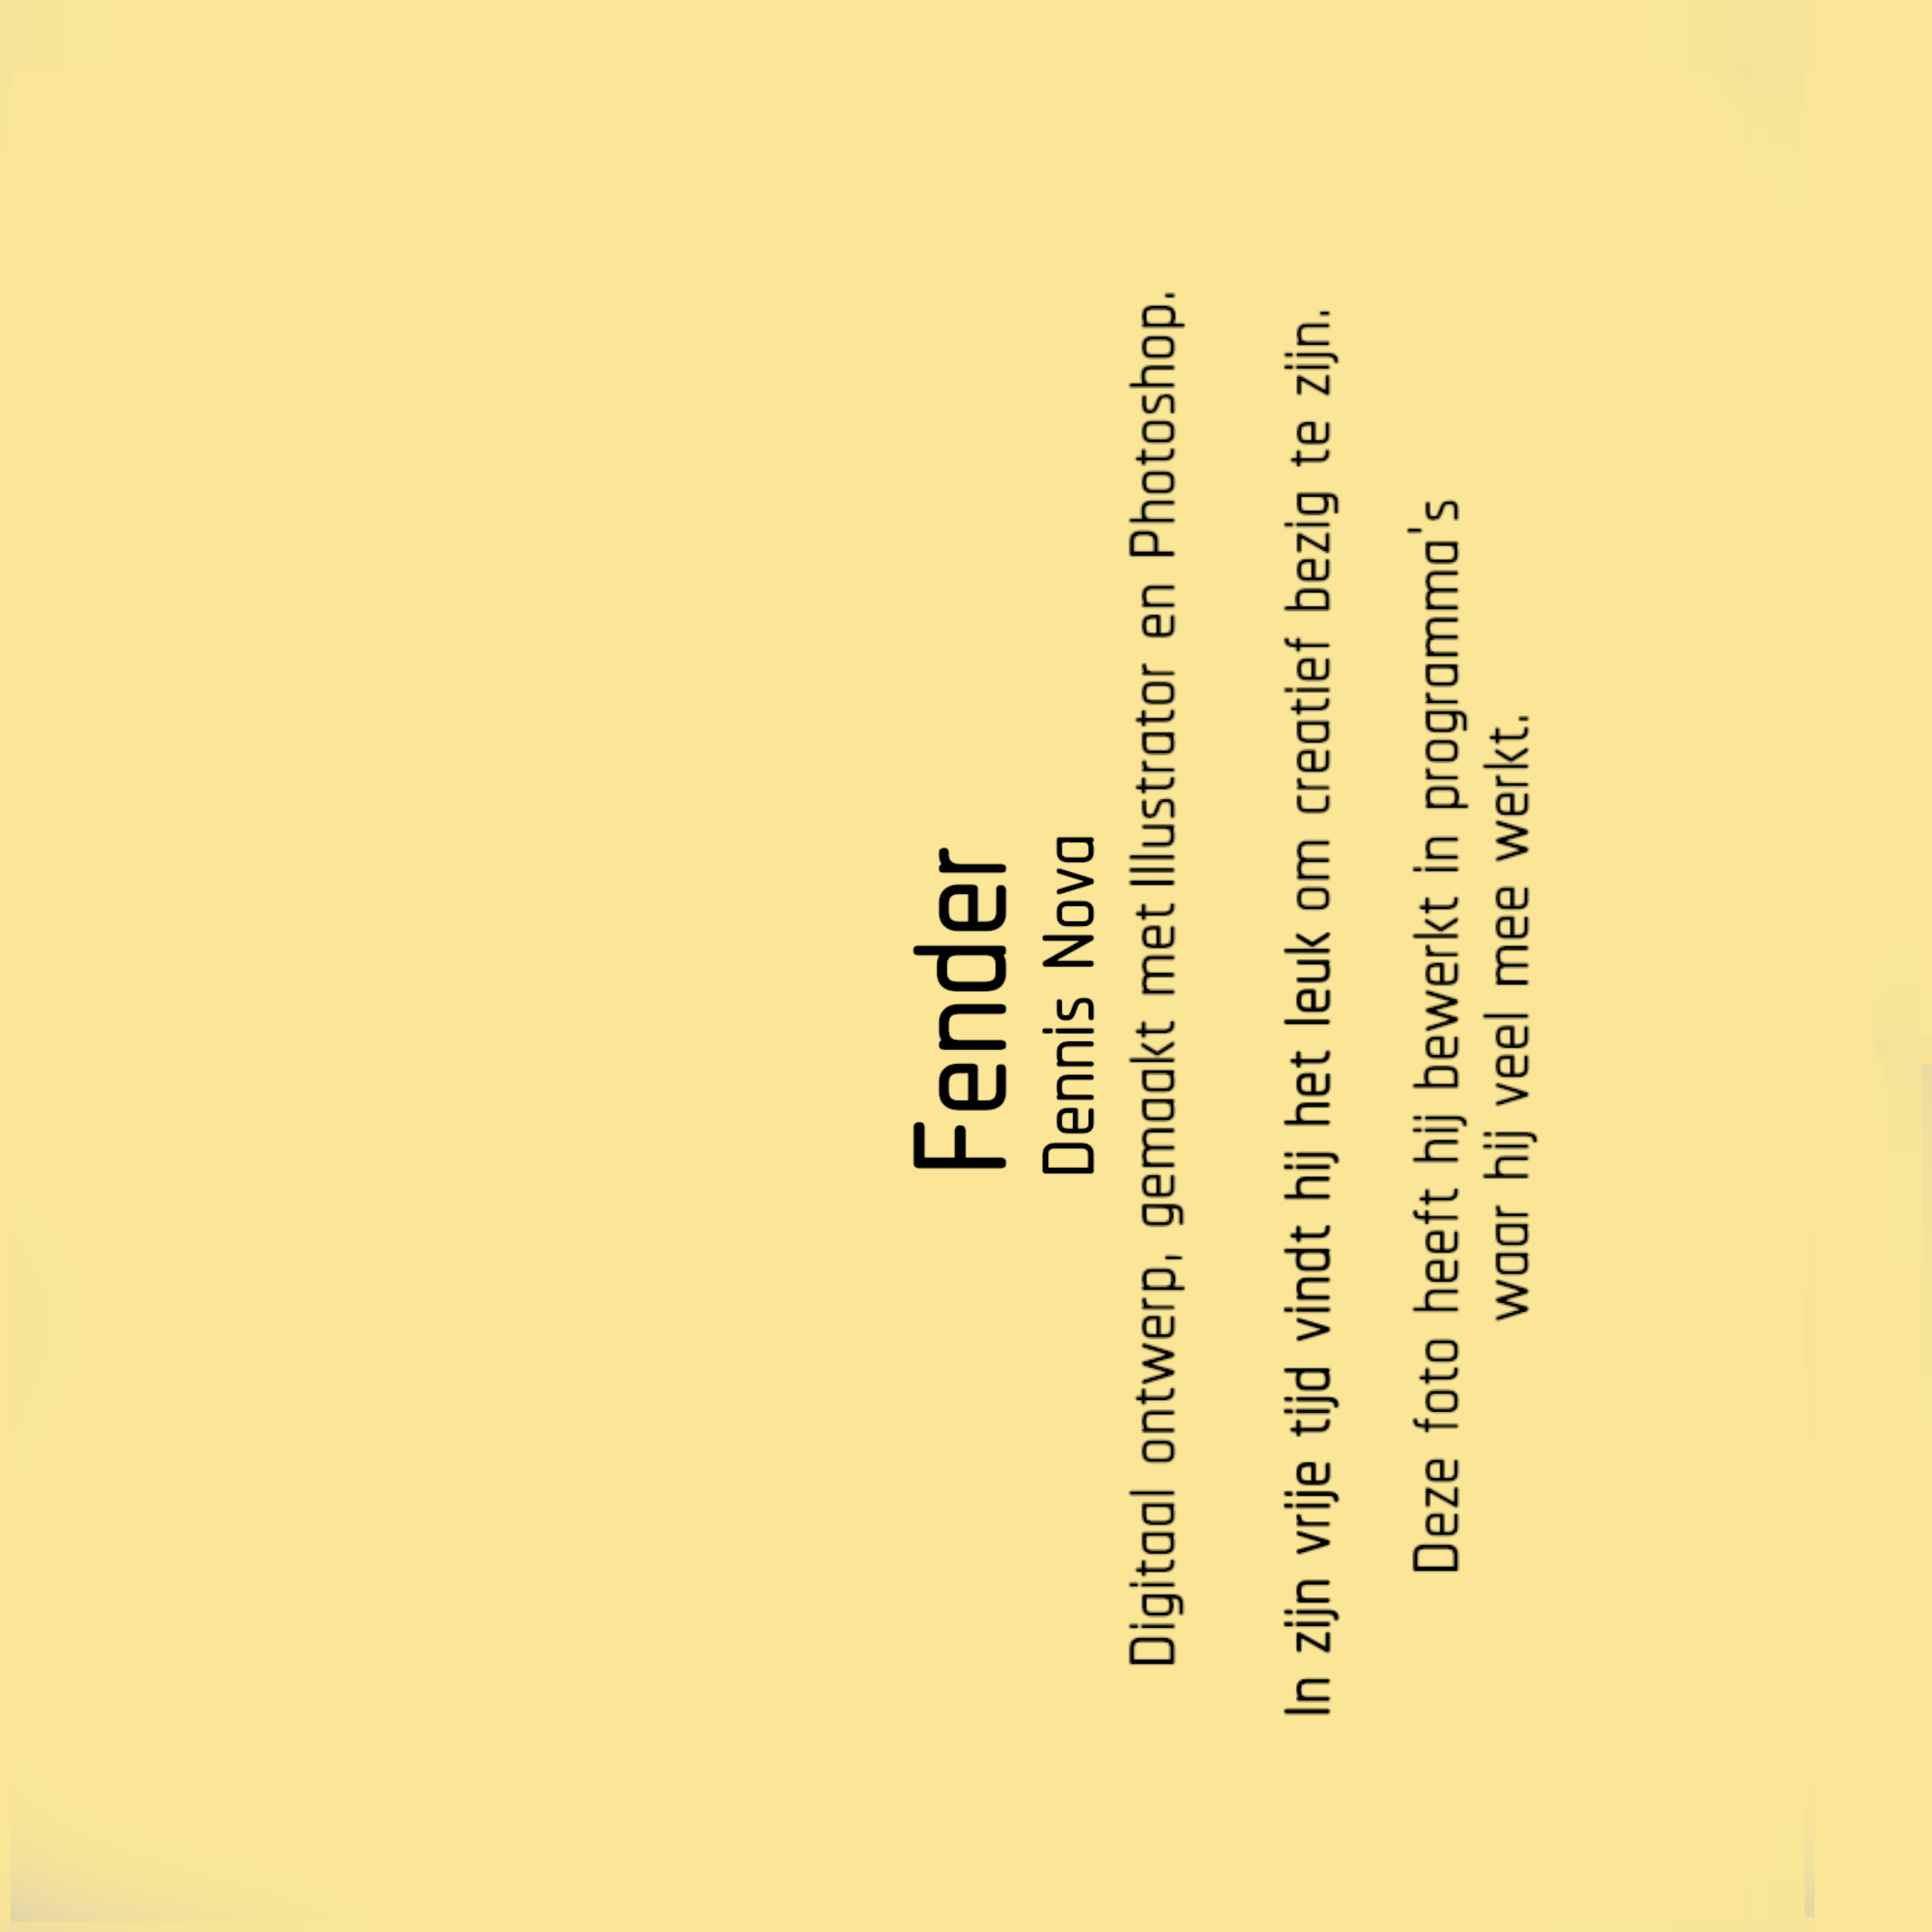 Fender
Dennis Nova
Digitaal ontwerp, gemaakt met Illustrator en Photoshop.
In zijn vrije tijd vindt hij het leuk om creatief bezig te zijn.
Deze foto heeft hij bewerkt in programma's
waar hij veel mee werkt.